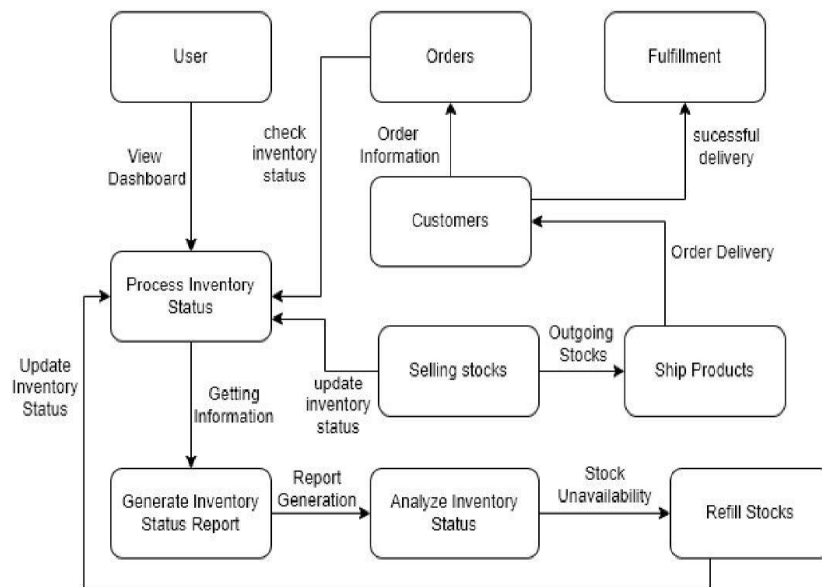 User
Orders
Fulfillment
check
inventory
status
Order
Information
sucessful
delivery
View
Dashboard
Customers
Order Delivery
Process Inventory
Status
Update
Inventory
Status
Getting
Information
update
inventory
status
Selling stocks
Outgoing
Stocks
Ship Products
Generate Inventory
Status Report
Report
Generation
Analyze Inventory
Status
Stock
Unavailability
Refill Stocks